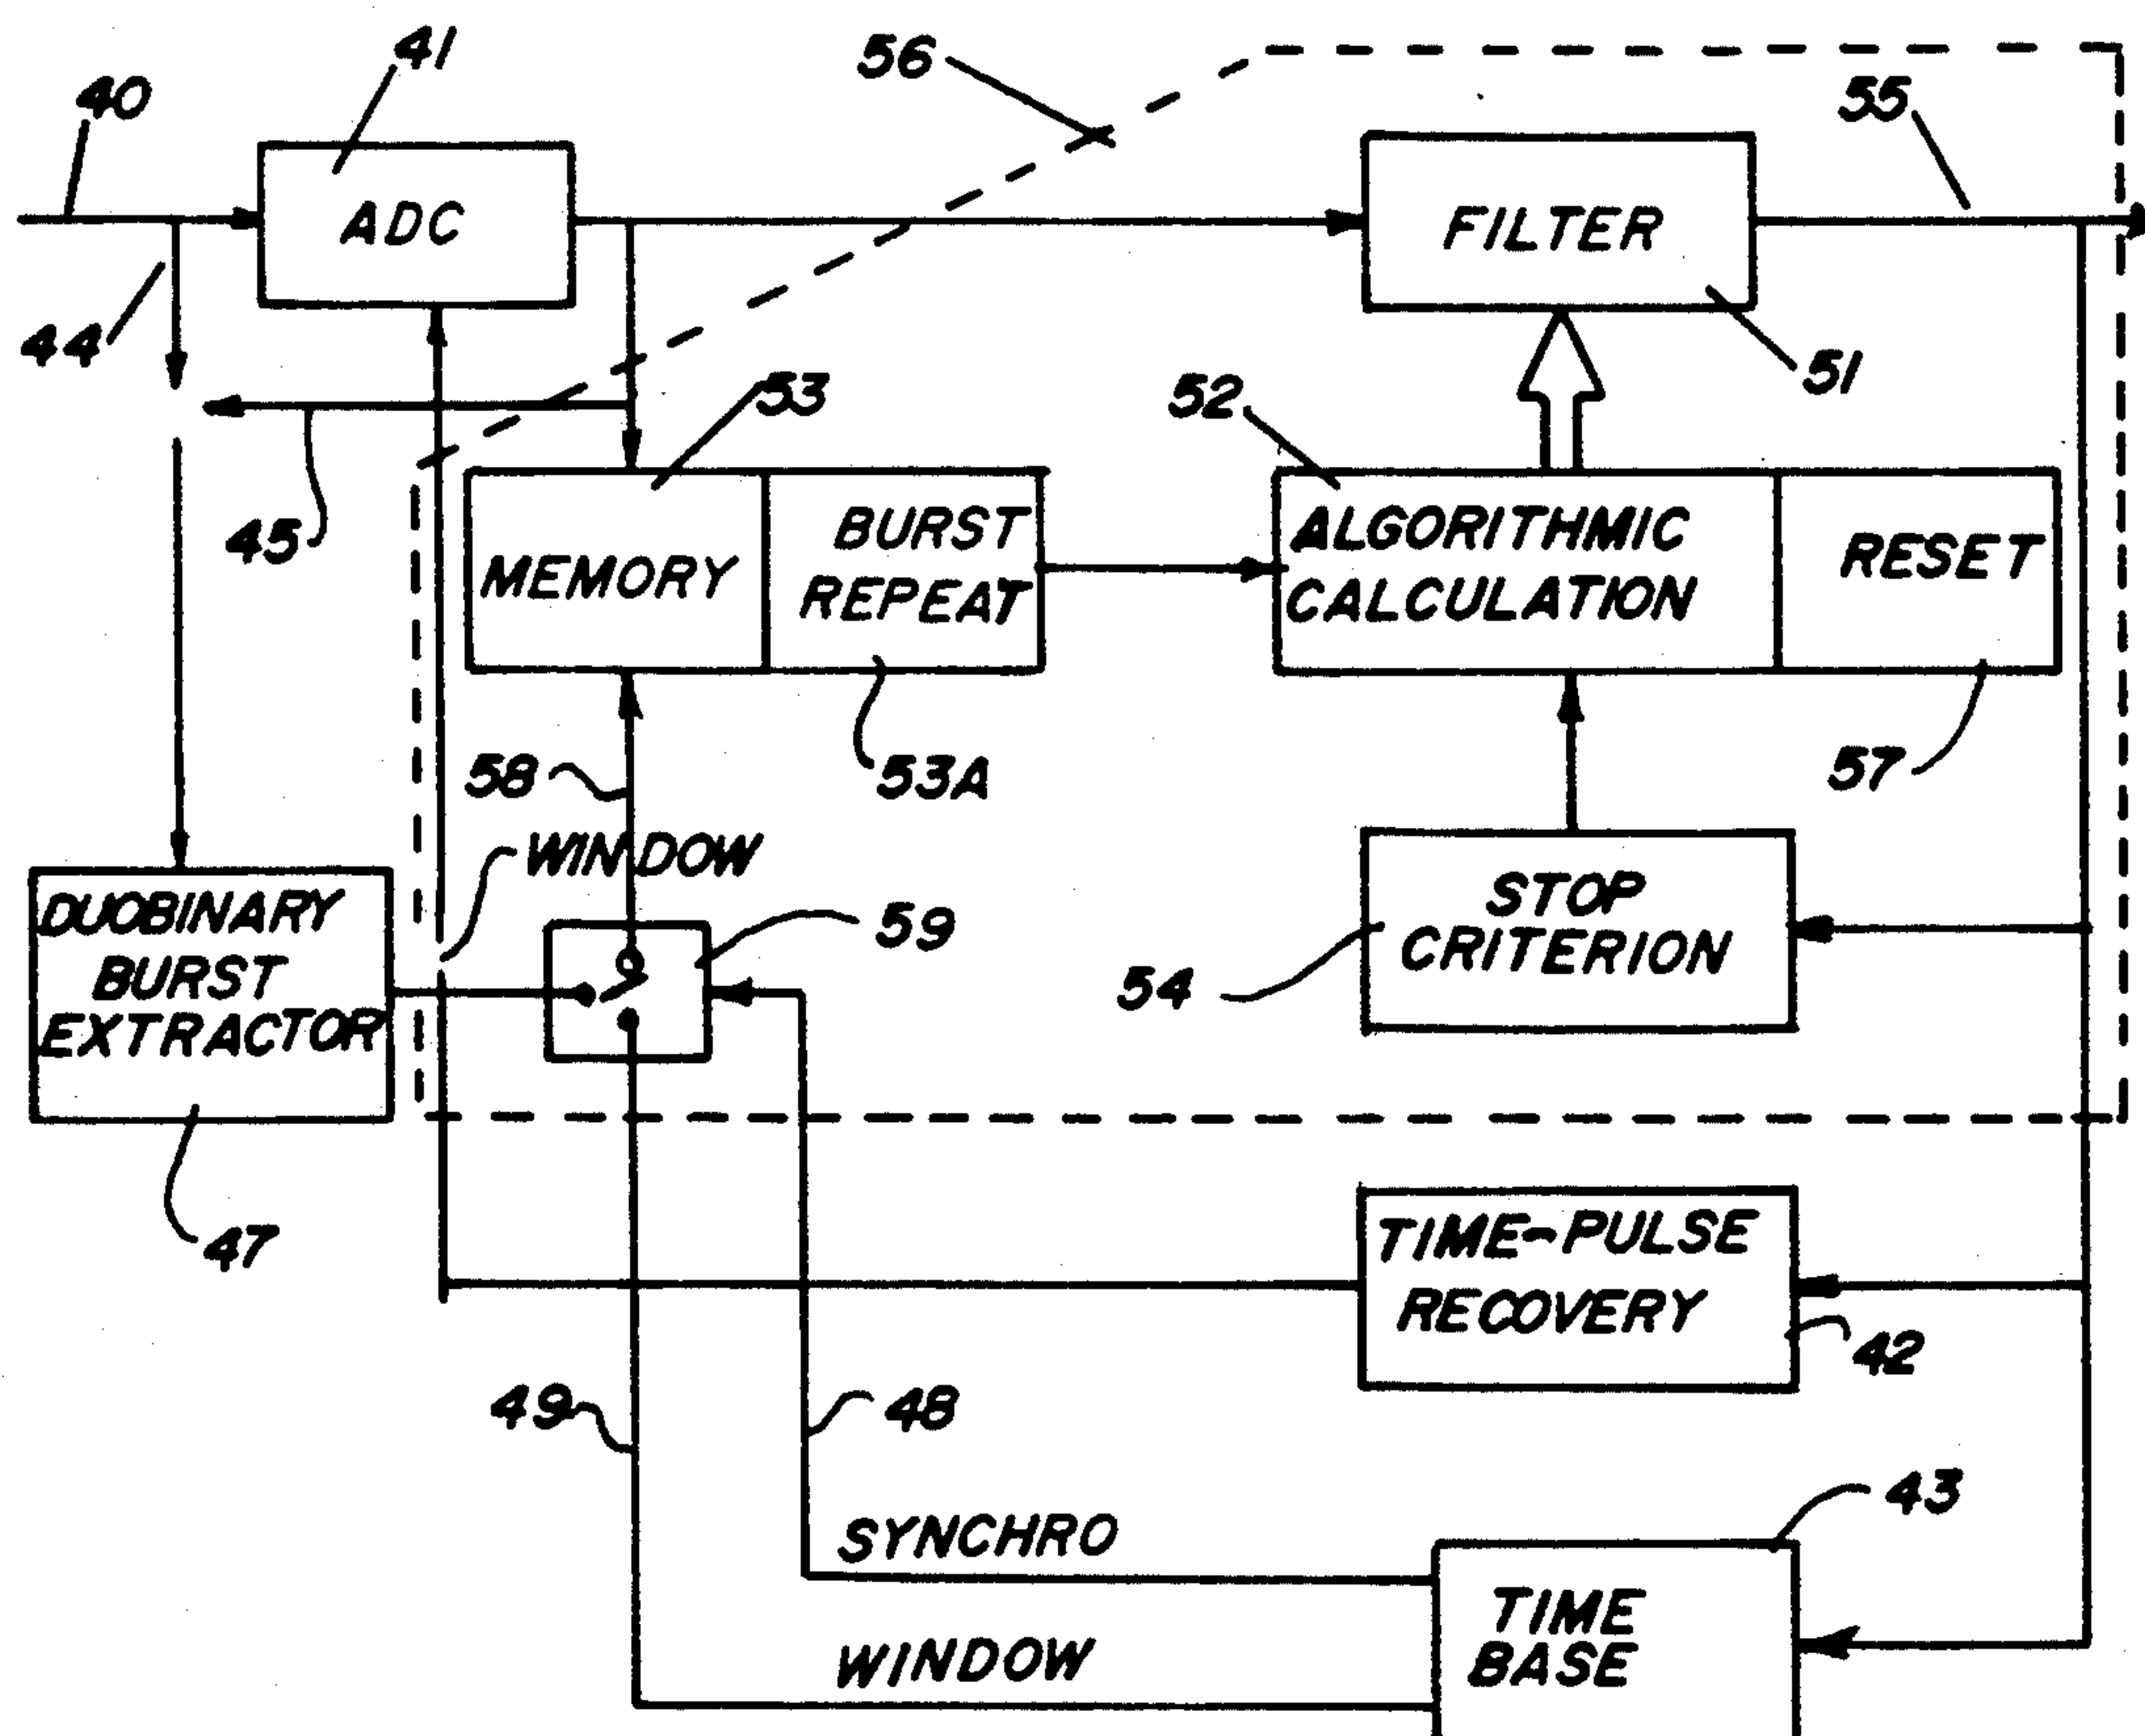 41
56
40
55
ADC
FILTER
44
53
52
51
45
MEMORY
BURST
REPEAT
ALGORITHMIC
CALCULATION
RESET
58
53A
57
WINDOW
DUOBINARY
BURST
EXTRACTOR
59
STOP
CRITERION
54
47
TIME-PULSE
RECOVERY
42
49
48
43
SYNCHRO
TIME
BASE
WINDOW